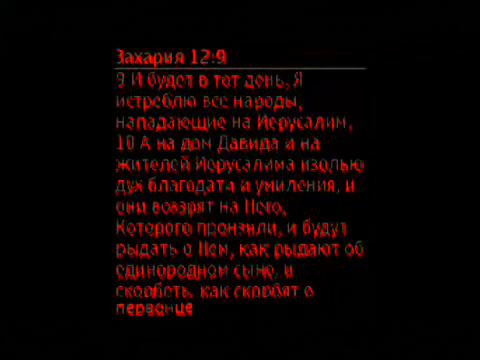 Захария 12:9
9 И будет в тот день, Я
истреблю все народы,
нападающие на Иерусалим,
10 А на дом Давида и на
жителей Иерусалима изолью
дух благодати и умиления, и
они воззрят на Него,
Которого пронзили, и будут
рыдать о Нем, как рыдают об
единородном сыне, и
скорбеть, как скорбят о
первенце